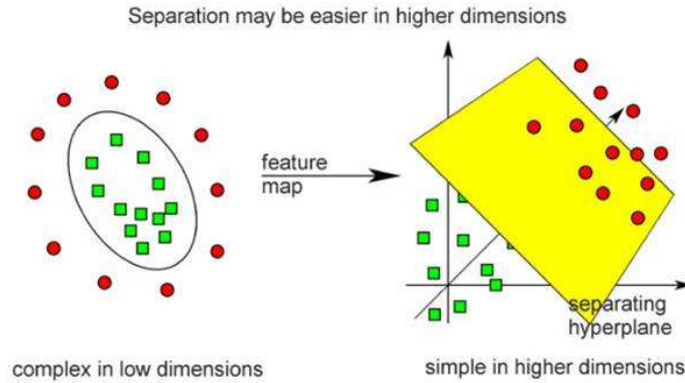 Separation may be easier in higher dimensions
feature
map
separating
hyperplane
complex in low dimensions
simple in higher dimensions